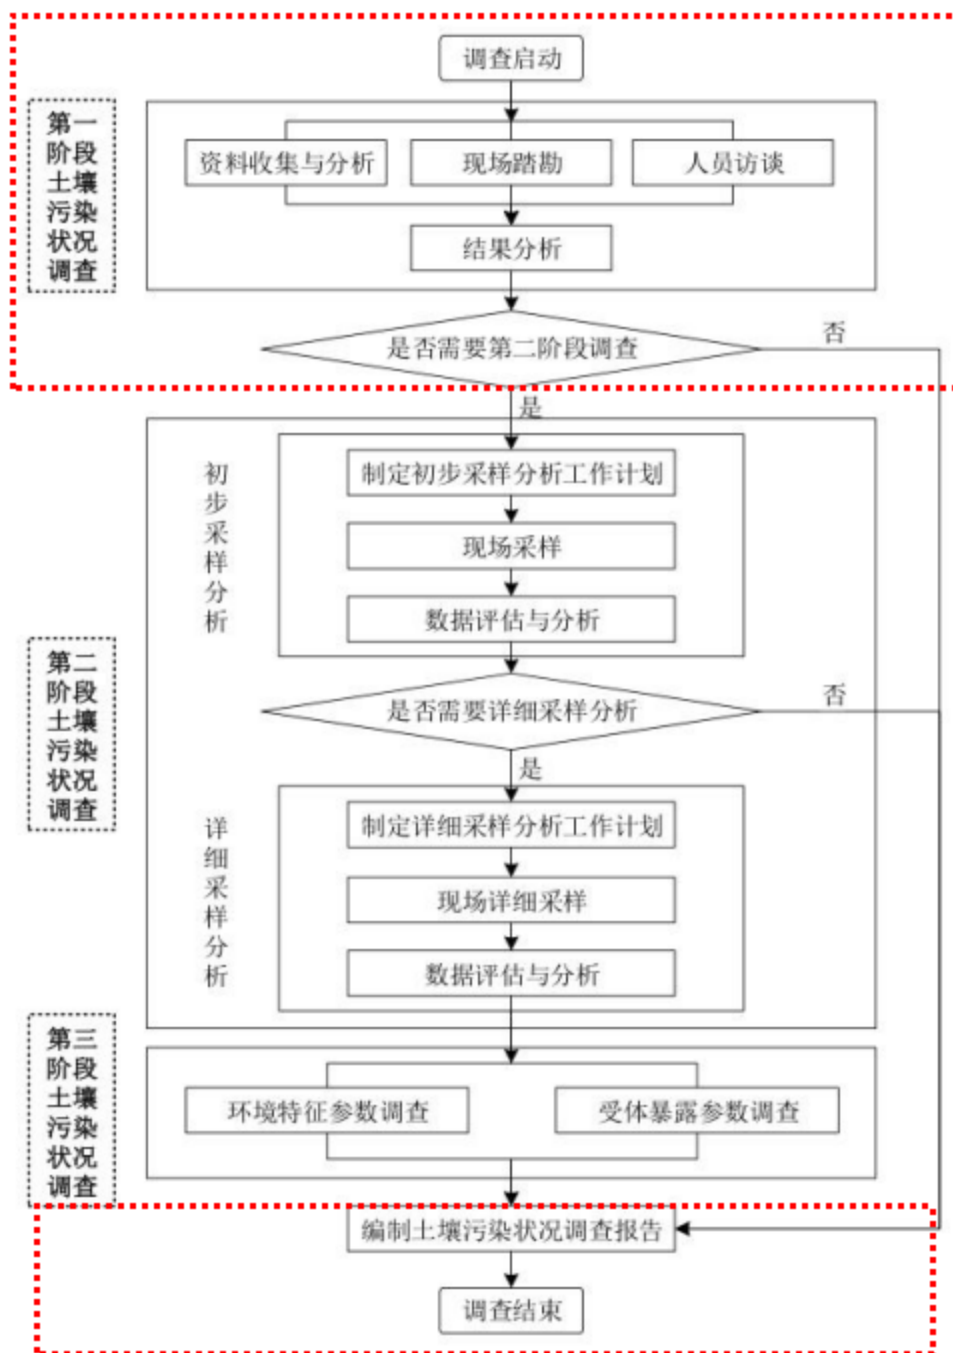 调查启动
第一
阶段
土壤
污染
状况
调查
资料收集与分析
现场踏勘
人员访谈
结果分析
是否需要第二阶段调查
否
是
初
步
采
样
分
析
制定初步采样分析工作计划
现场采样
数据评估与分析
第二
阶段
土壤
污染
状况
调查
是否需要详细采样分析
否
是
详
细
采
样
分
析
制定详细采样分析工作计划
现场详细采样
数据评估与分析
第三
阶段
土壤
污染
状况
调查
环境特征参数调查
受体暴露参数调查
编制土壤污染状况调查报告
调查结束